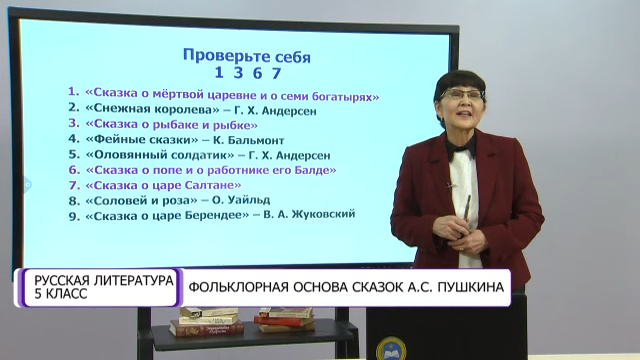 Проверьте себя
1 3 6 7
1. «Сказка о мёртвой царевне и о семи богатырях»
2. «Снежная королева» – Г. Х. Андерсен
3. «Сказка о рыбаке и рыбке»
4. «Фейные сказки» – К. Бальмонт
5. «Оловянный солдатик» – Г. Х. Андерсен
6. «Сказка о попе и о работнике его Балде»
7. «Сказка о царе Салтане»
8. «Соловей и роза» – О. Уайльд
9. «Сказка о царе Берендее» – В. А. Жуковский
РУССКАЯ ЛИТЕРАТУРА
5 КЛАСС
ФОЛЬКЛОРНАЯ ОСНОВА СКАЗОК А.С. ПУШКИНА